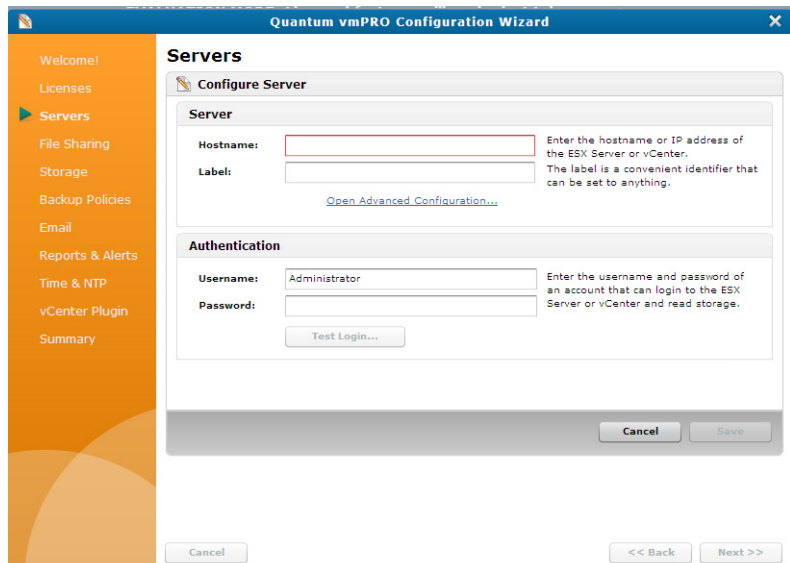 Quantum vmPRO Configuration Wizard
Welcome!
Licenses
Servers
File Sharing
Storage
Backup Policies
Email
Reports & Alerts
Time & NTP
vCenter Plugin
Summary
Servers
Configure Server
Server
Hostname:
Enter the hostname or IP address of
the ESX Server or vCenter.
Label:
The label is a convenient identifier that
can be set to anything.
Open Advanced Configuration...
Authentication
Username:
Administrator
Enter the username and password of
an account that can login to the ESX
Server or vCenter and read storage.
Password:
Test Login...
Cancel
Save
Cancel
<< Back
Next >>